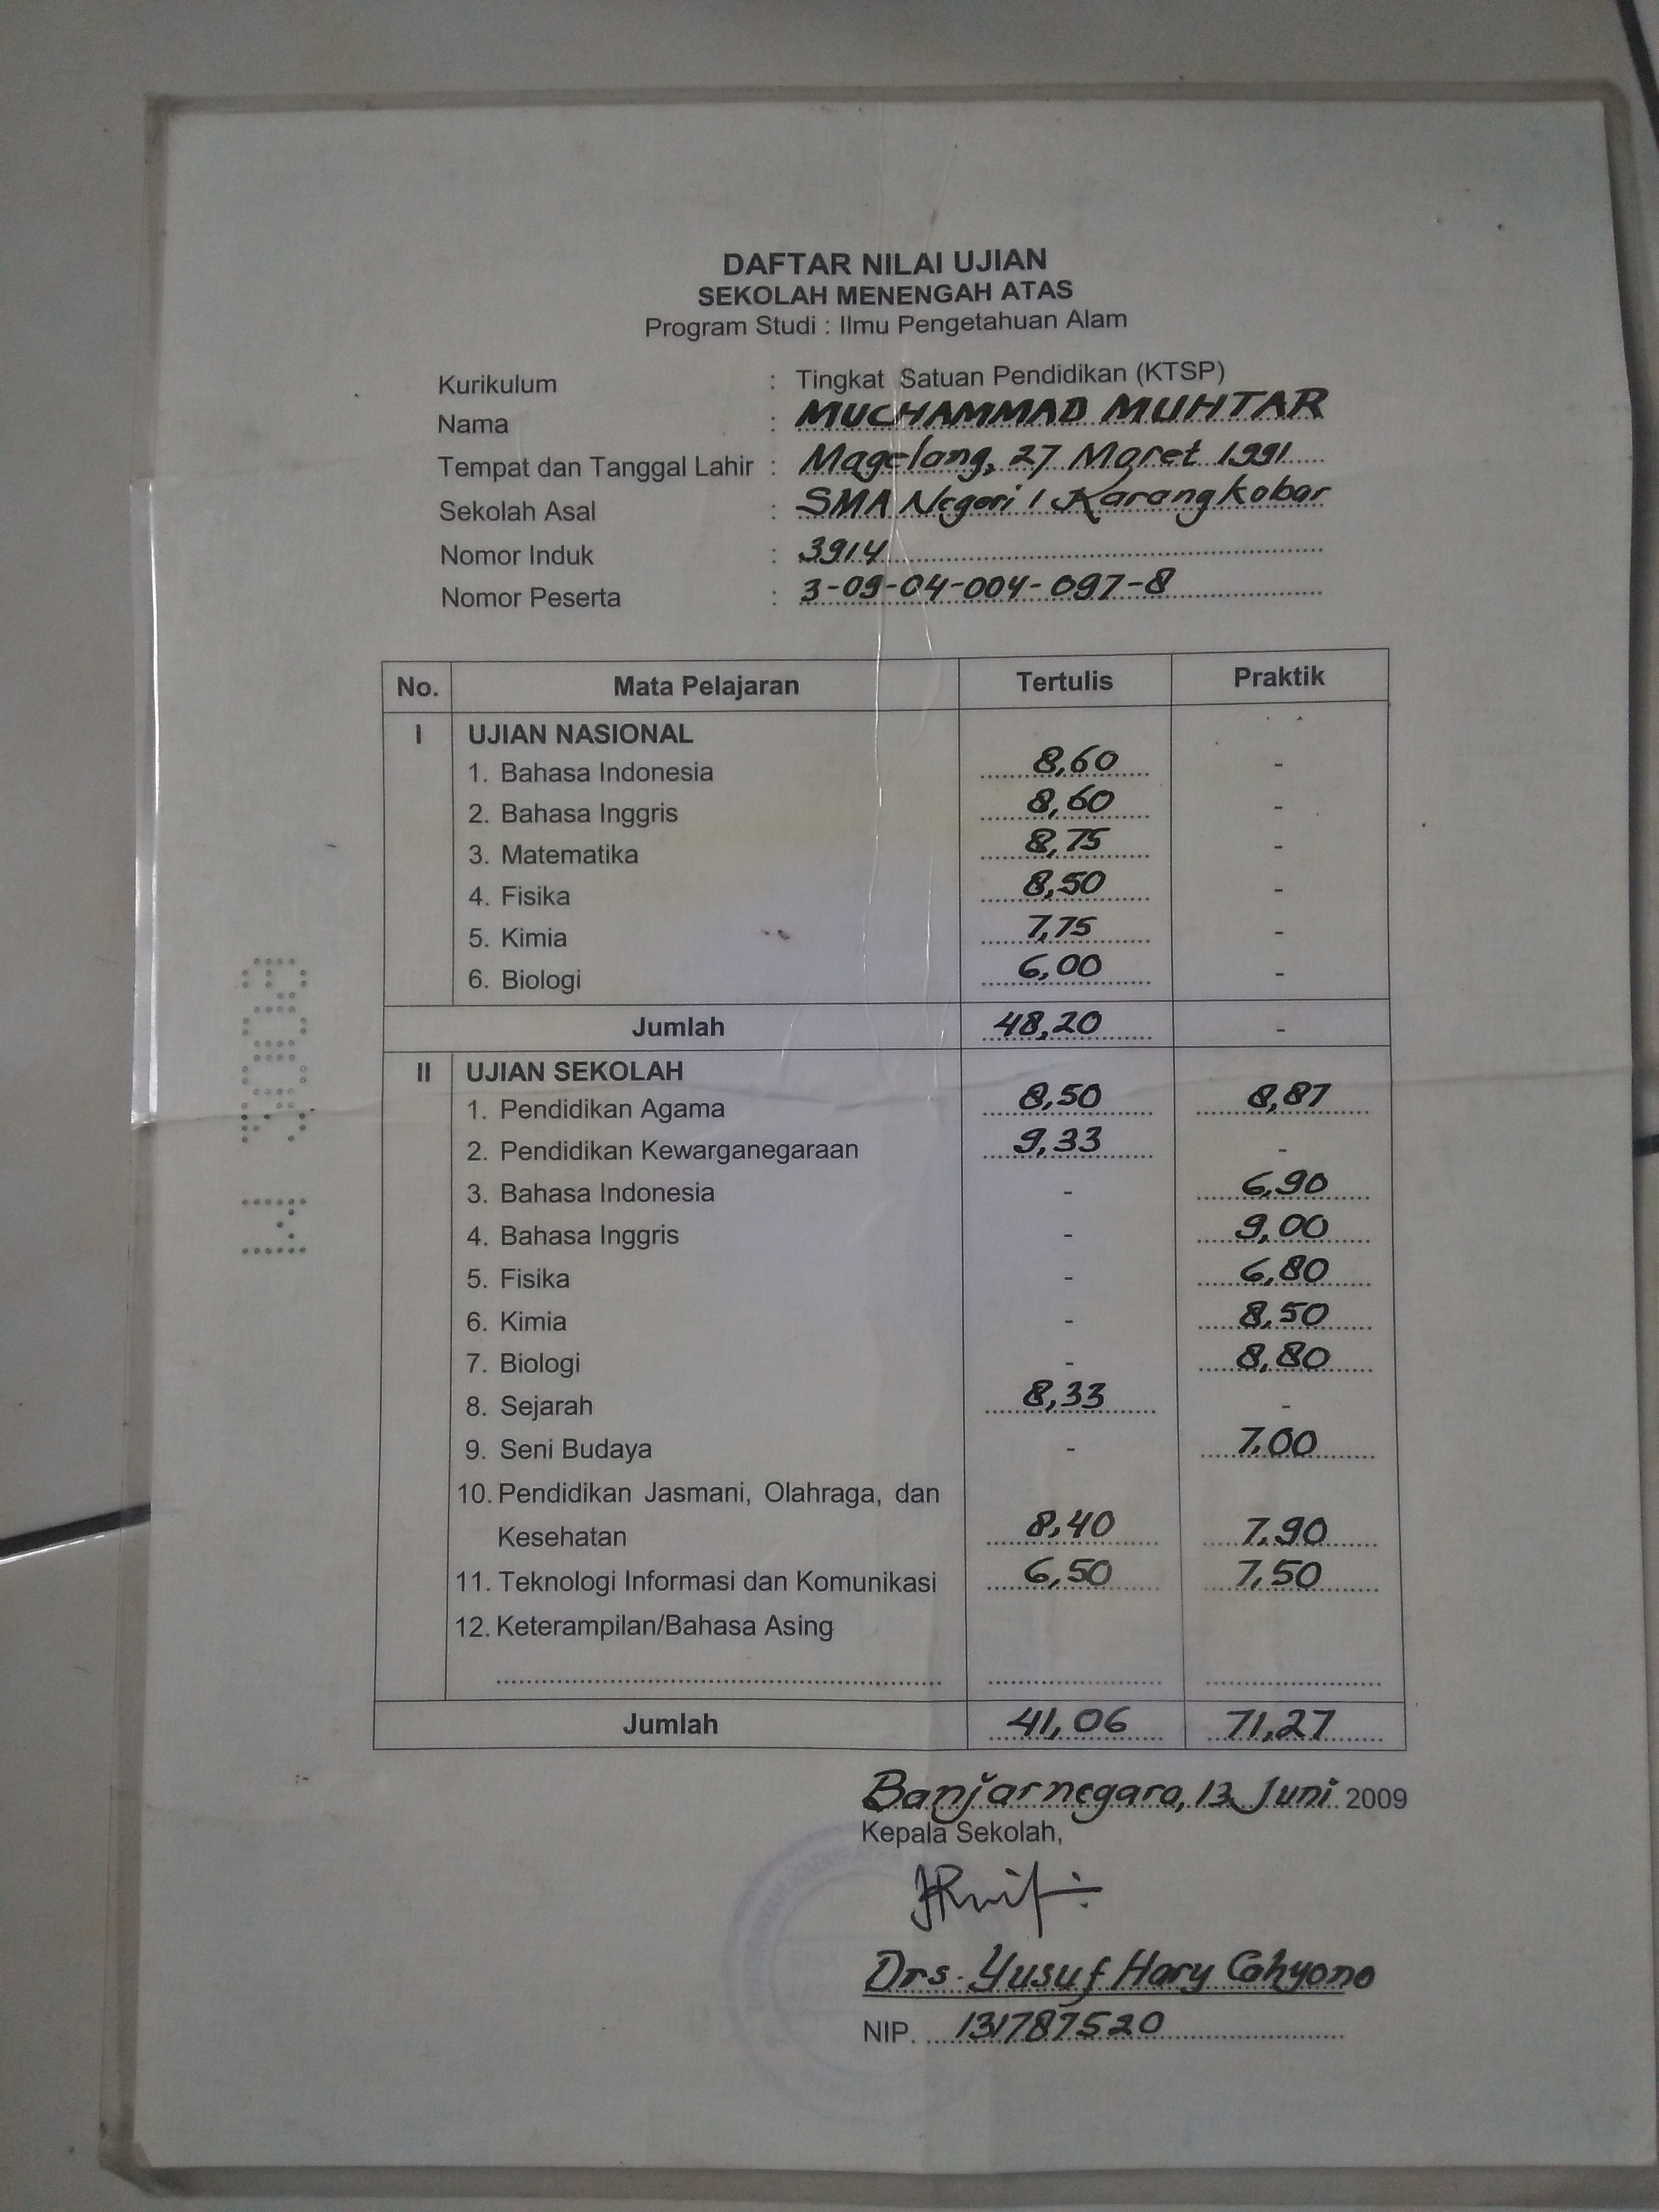 DAFTAR NILAI UJIAN
SEKOLAH MENENGAH ATAS
Program Studi : Ilmu Pengetahuan Alam
Kurikulum : Tingkat Satuan Pendidikan (KTSP)
Nama : MUCHAMMAD MUHTAR
Tempat dan Tanggal Lahir : Magelang, 27 Maret 1991
Sekolah Asal : SMA Negeri 1 Karangkobar
Nomor Induk : 3914
Nomor Peserta : 3-09-04-004-097-8
No. Mata Pelajaran Tertulis Praktik
I UJIAN NASIONAL
1. Bahasa Indonesia 8,60 -
2. Bahasa Inggris 8,60 -
3. Matematika 8,75 -
4. Fisika 8,50 -
5. Kimia 7,75 -
6. Biologi 6,00 -
Jumlah 48,20 -
II UJIAN SEKOLAH
1. Pendidikan Agama 8,50 8,87
2. Pendidikan Kewarganegaraan 9,33 -
3. Bahasa Indonesia - 6,90
4. Bahasa Inggris - 9,00
5. Fisika - 6,80
6. Kimia - 8,50
7. Biologi - 8,80
8. Sejarah 8,33 -
9. Seni Budaya - 7,00
10. Pendidikan Jasmani, Olahraga, dan
Kesehatan 8,40 7,90
11. Teknologi Informasi dan Komunikasi 6,50 7,50
12. Keterampilan/Bahasa Asing
Jumlah 41,06 71,27
Banjarnegara, 13 Juni 2009
Kepala Sekolah,
Drs. Yusuf Hary Cahyono
NIP. 131787520